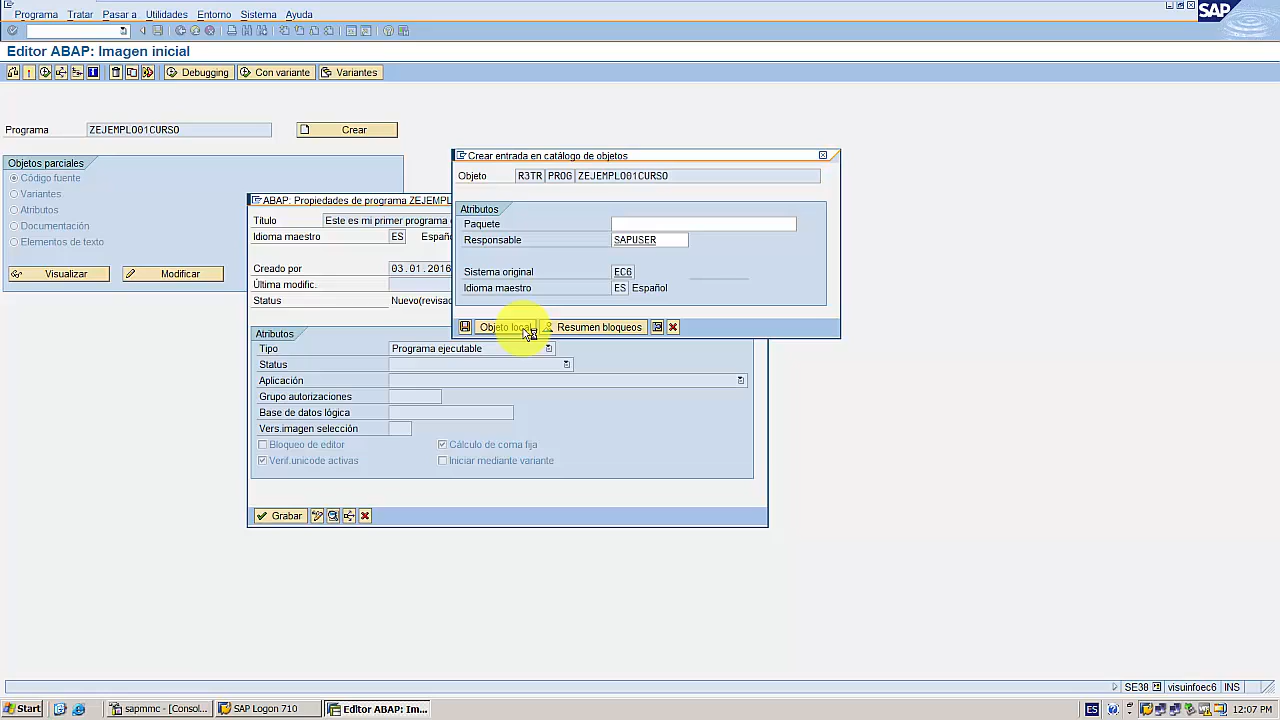 Programa Tratar Pasar a Utilidades Entorno Sistema Ayuda
SAP
Editor ABAP: Imagen inicial
Debugging Con variante Variantes
Programa ZEJEMPLO01CURSO Crear
Objetos parciales
Código fuente
Variantes
Atributos
Documentación
Elementos de texto
Visualizar Modificar
Crear entrada en catálogo de objetos
Objeto R3TR PROG ZEJEMPLO01CURSO
Atributos
Paquete
Responsable SAPUSER
Sistema original EC6
Idioma maestro ES Español
Objeto local Resumen bloqueos
ABAP: Propiedades de programa ZEJEMPL
Título Este es mi primer programa
Idioma maestro ES Españ
Creado por 03.01.2016
Última modific.
Status Nuevo(revisad
Atributos
Tipo Programa ejecutable
Status
Aplicación
Grupo autorizaciones
Base de datos lógica
Vers.imagen selección
Bloqueo de editor Cálculo de coma fija
Verif.unicode activas Iniciar mediante variante
Grabar
SE38 visuinfoec6 INS
Start sapmmc - [Consol... SAP Logon 710 Editor ABAP: Im... ES 12:07 PM